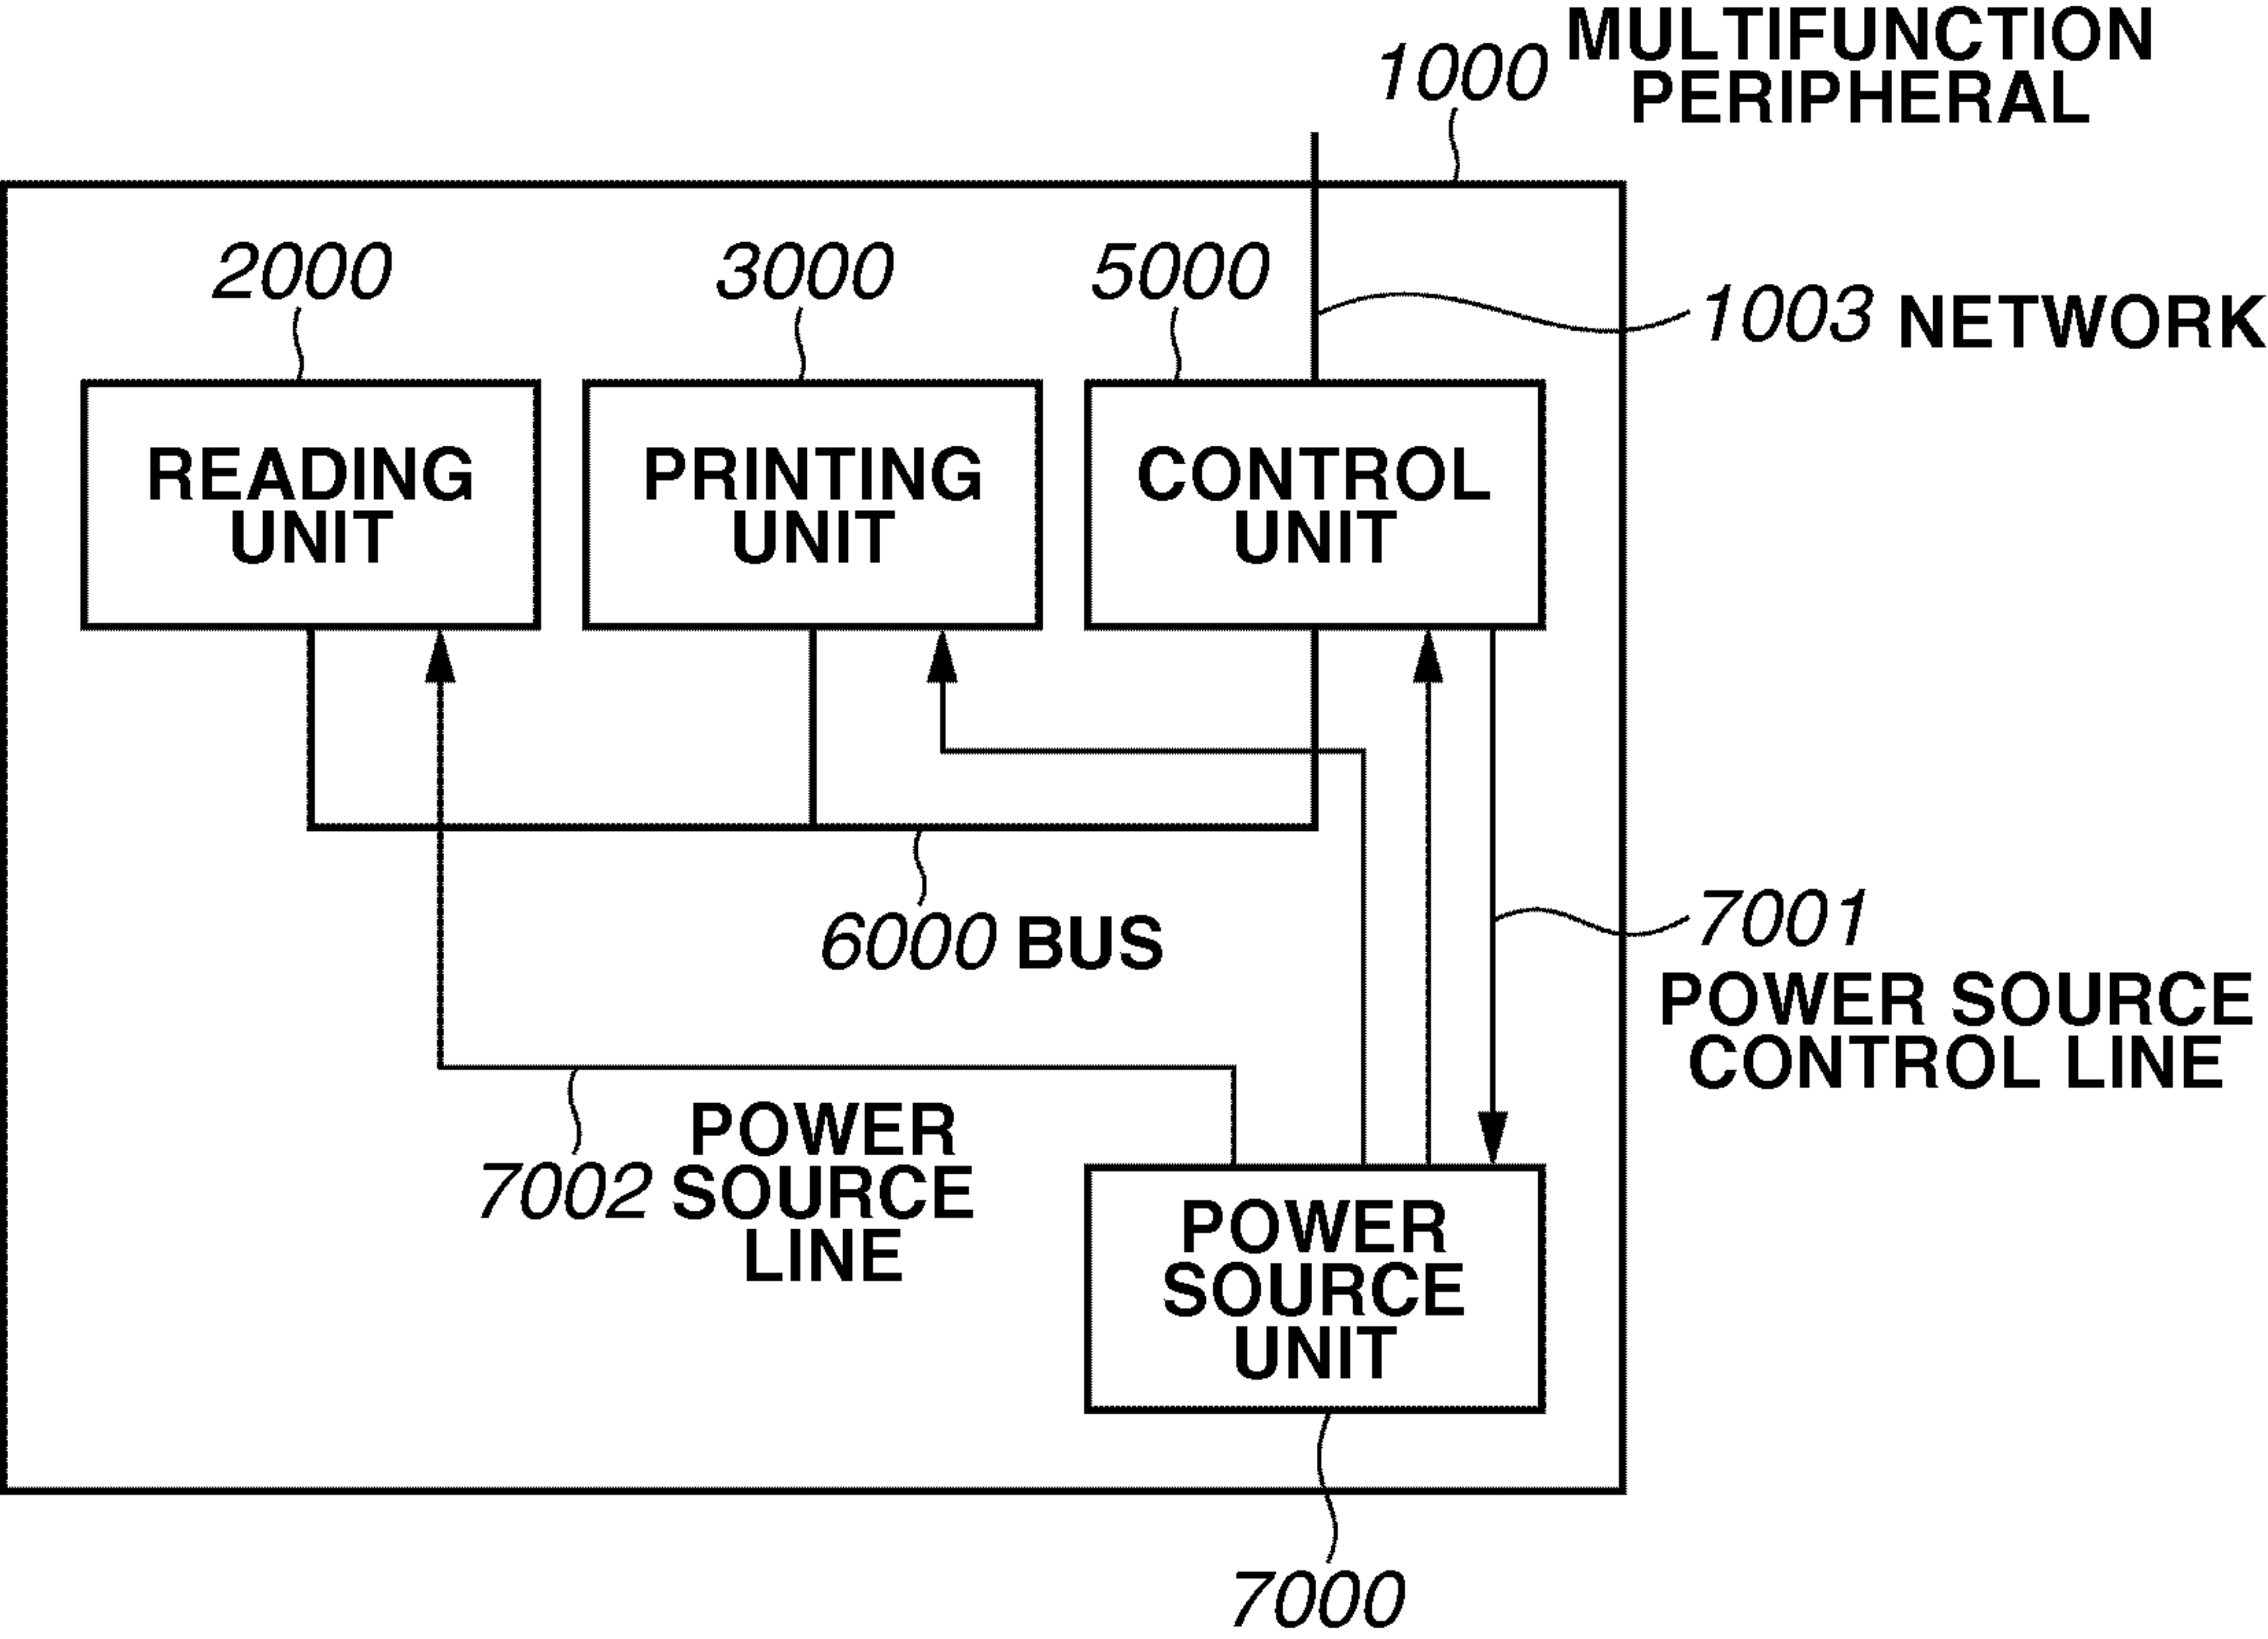 1000 MULTIFUNCTION
PERIPHERAL
2000
3000
5000
1003 NETWORK
READING
UNIT
PRINTING
UNIT
CONTROL
UNIT
6000 BUS
7001
POWER SOURCE
CONTROL LINE
7002 POWER
SOURCE
LINE
POWER
SOURCE
UNIT
7000